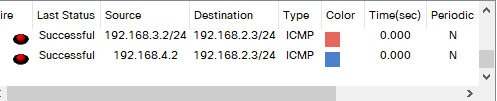 ire Last Status Source Destination Type Color Time(sec) Periodic
Successful 192.168.3.2/24 192.168.2.3/24 ICMP 0.000 N
Successful 192.168.4.2 192.168.2.3/24 ICMP 0.000 N